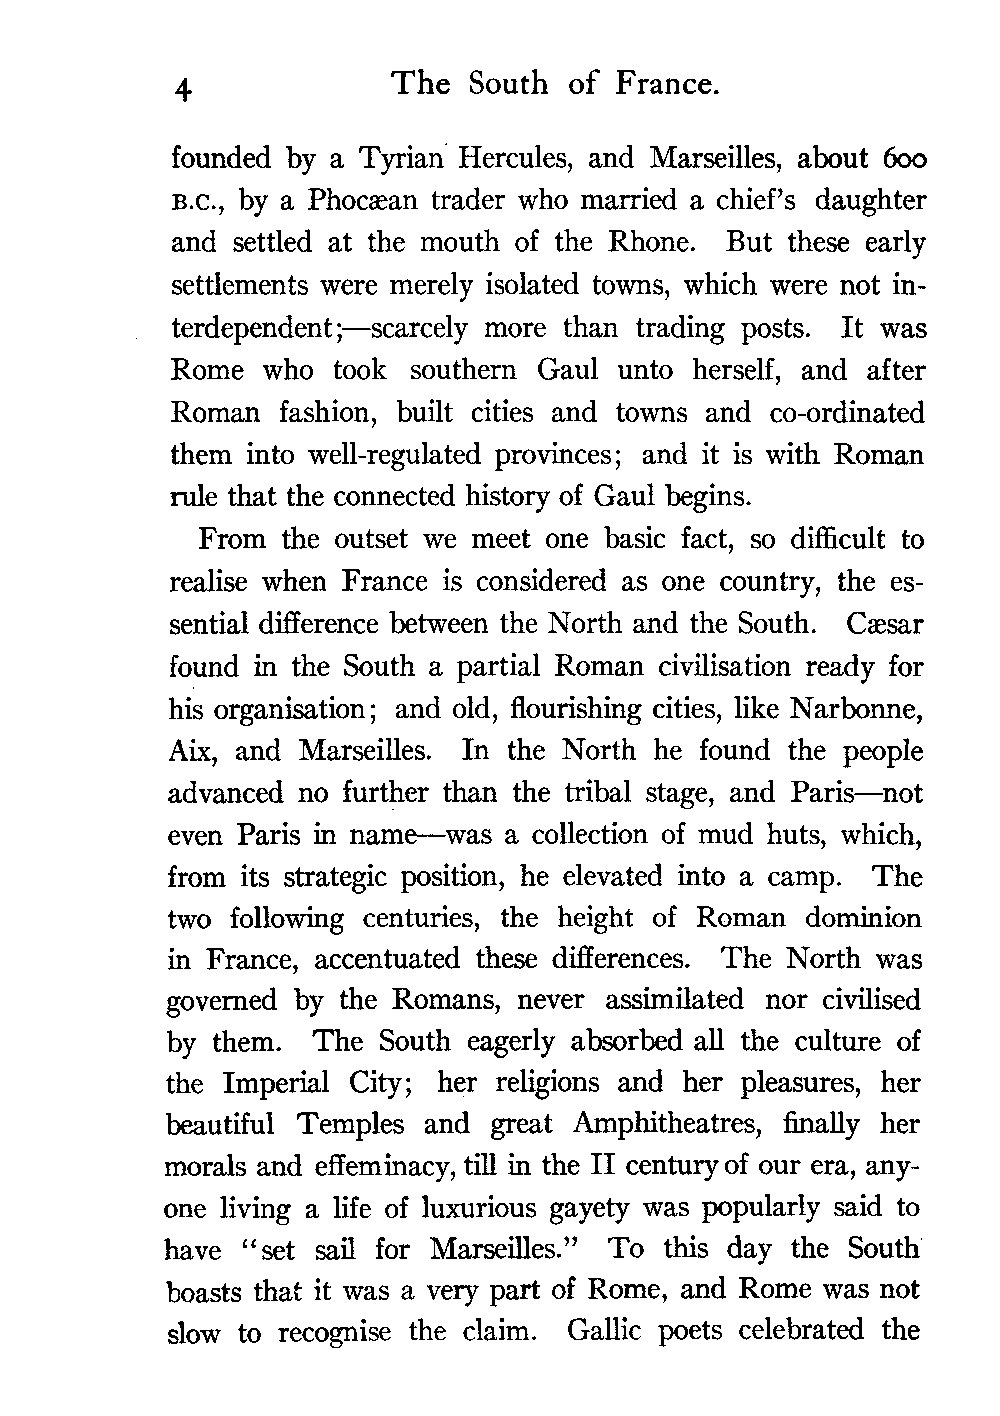 4 The South of France.
founded by a Tyrian Hercules, and Marseilles, about 600
B.C., by a Phocæan trader who married a chief's daughter
and settled at the mouth of the Rhone. But these early
settlements were merely isolated towns, which were not in-
terdependent;—scarcely more than trading posts. It was
Rome who took southern Gaul unto herself, and after
Roman fashion, built cities and towns and co-ordinated
them into well-regulated provinces; and it is with Roman
rule that the connected history of Gaul begins.
From the outset we meet one basic fact, so difficult to
realise when France is considered as one country, the es-
sential difference between the North and the South. Cæsar
found in the South a partial Roman civilisation ready for
his organisation; and old, flourishing cities, like Narbonne,
Aix, and Marseilles. In the North he found the people
advanced no further than the tribal stage, and Paris—not
even Paris in name—was a collection of mud huts, which,
from its strategic position, he elevated into a camp. The
two following centuries, the height of Roman dominion
in France, accentuated these differences. The North was
governed by the Romans, never assimilated nor civilised
by them. The South eagerly absorbed all the culture of
the Imperial City; her religions and her pleasures, her
beautiful Temples and great Amphitheatres, finally her
morals and effeminacy, till in the II century of our era, any-
one living a life of luxurious gayety was popularly said to
have "set sail for Marseilles." To this day the South
boasts that it was a very part of Rome, and Rome was not
slow to recognise the claim. Gallic poets celebrated the